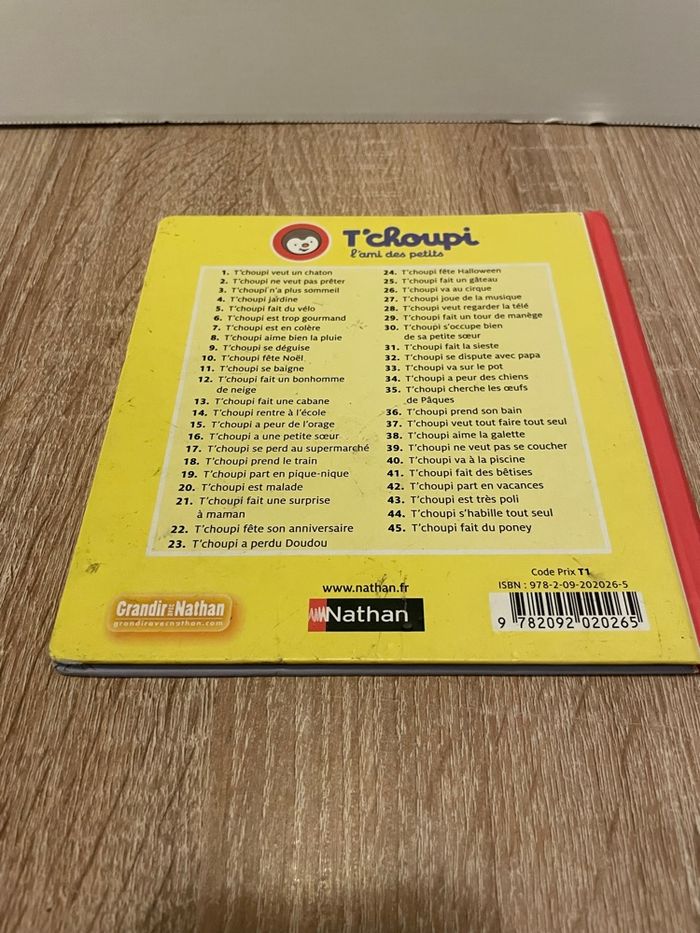 T'choupi
l'ami des petits
1. T'choupi veut un chaton
2. T'choupi ne veut pas prêter
3. T'choupi n'a plus sommeil
4. T'choupi jardine
5. T'choupi fait du vélo
6. T'choupi est trop gourmand
7. T'choupi est en colère
8. T'choupi aime bien la pluie
9. T'choupi se déguise
10. T'choupi fête Noël
11. T'choupi se baigne
12. T'choupi fait un bonhomme
de neige
13. T'choupi fait une cabane
14. T'choupi rentre à l'école
15. T'choupi a peur de l'orage
16. T'choupi a une petite sœur
17. T'choupi se perd au supermarché
18. T'choupi prend le train
19. T'choupi part en pique-nique
20. T'choupi est malade
21. T'choupi fait une surprise
à maman
22. T'choupi fête son anniversaire
23. T'choupi a perdu Doudou
24. T'choupi fête Halloween
25. T'choupi fait un gâteau
26. T'choupi va au cirque
27. T'choupi joue de la musique
28. T'choupi veut regarder la télé
29. T'choupi fait un tour de manège
30. T'choupi s'occupe bien
de sa petite sœur
31. T'choupi fait la sieste
32. T'choupi se dispute avec papa
33. T'choupi va sur le pot
34. T'choupi a peur des chiens
35. T'choupi cherche les œufs
de Pâques
36. T'choupi prend son bain
37. T'choupi veut tout faire tout seul
38. T'choupi aime la galette
39. T'choupi ne veut pas se coucher
40. T'choupi va à la piscine
41. T'choupi fait des bêtises
42. T'choupi part en vacances
43. T'choupi est très poli
44. T'choupi s'habille tout seul
45. T'choupi fait du poney
Grandir avec Nathan
grandiravecnathan.com
www.nathan.fr
Nathan
Code Prix T1
ISBN : 978-2-09-202026-5
9 782092 020265